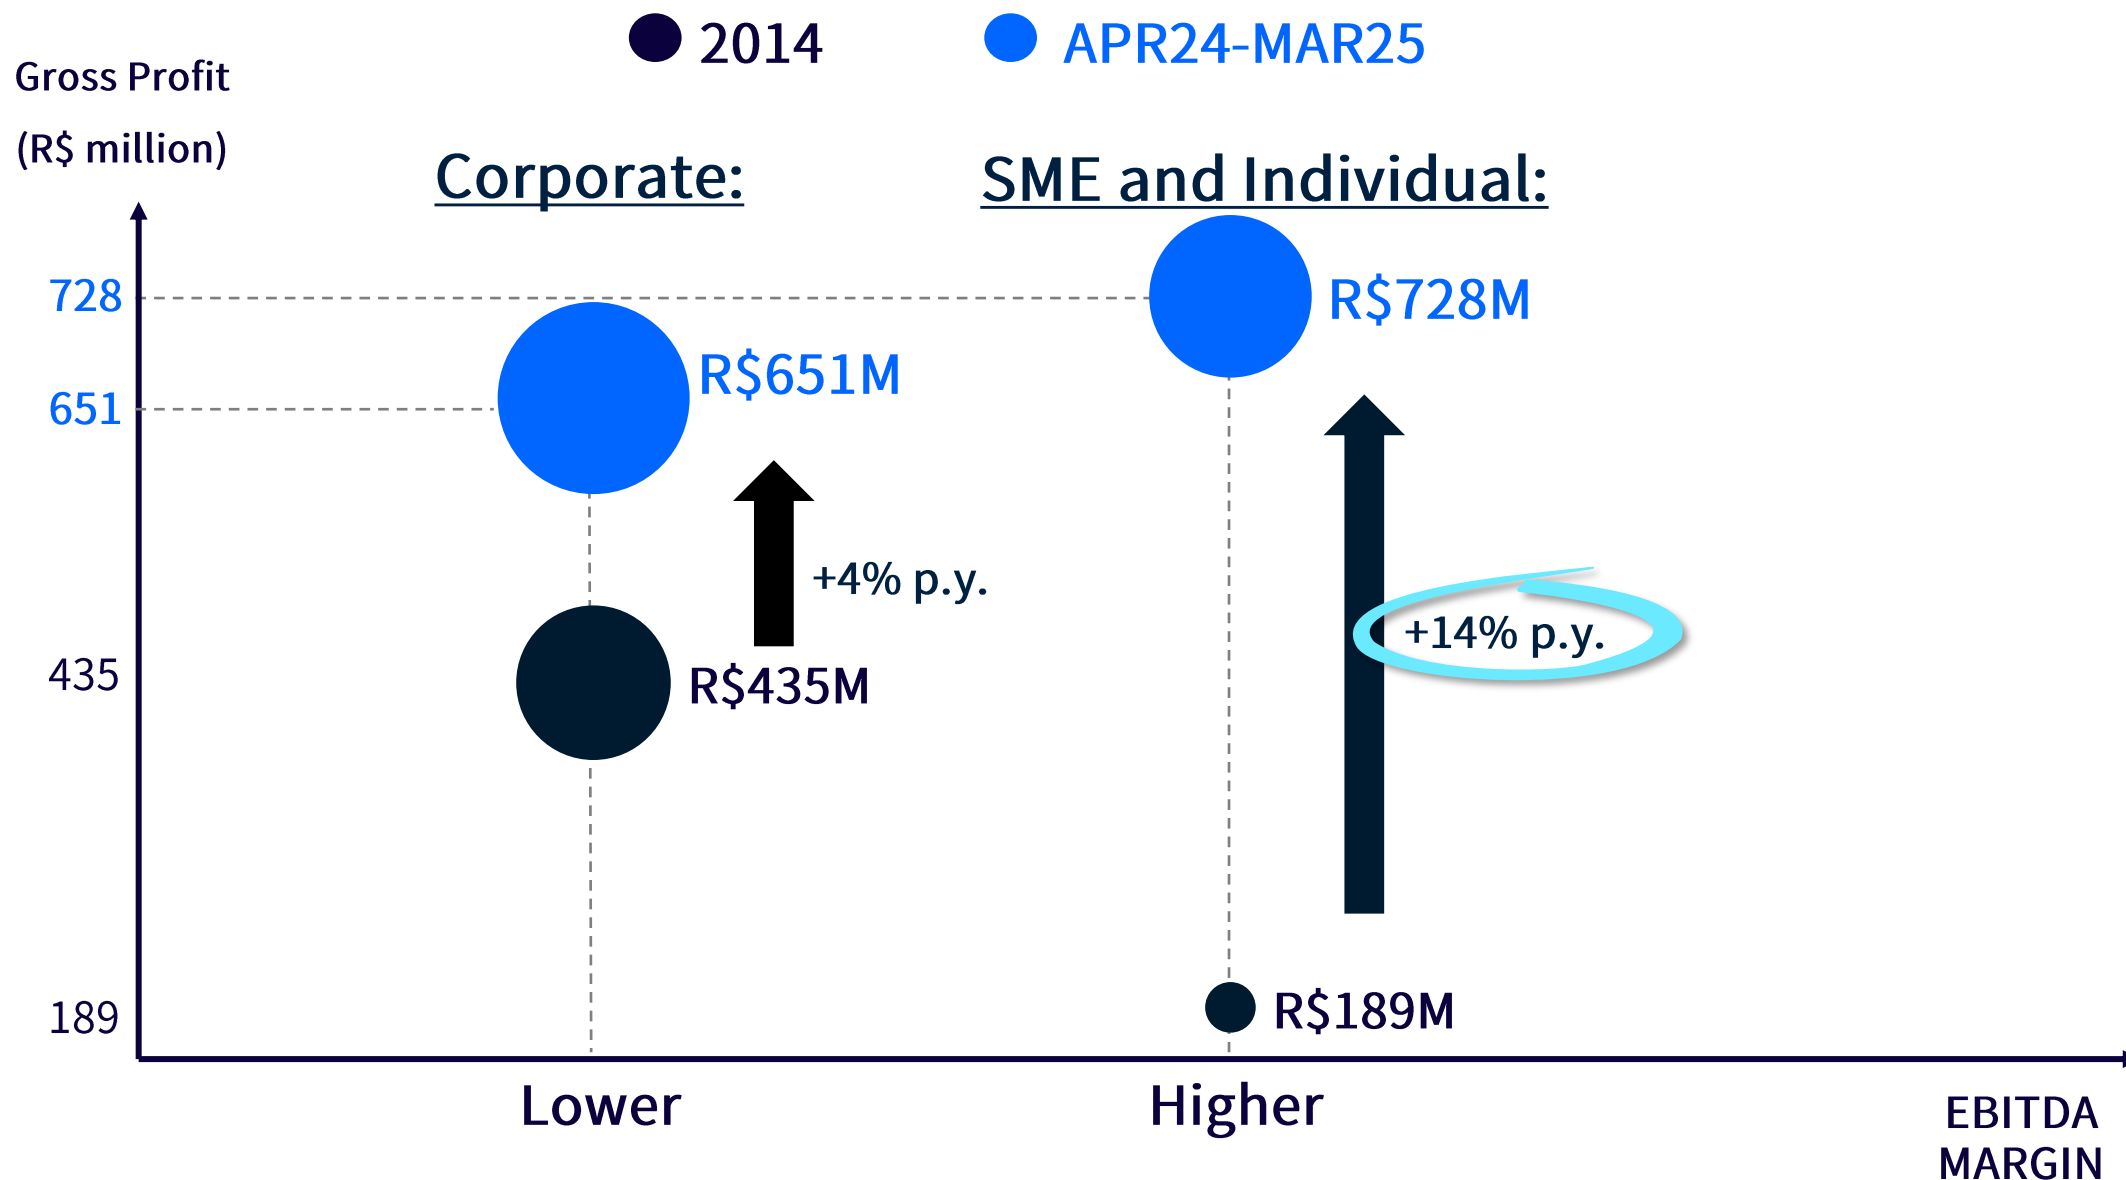 2014
APR24-MAR25
Gross Profit
(R$ million)
Corporate:
SME and Individual:
728
R$728M
R$651M
651
+4% p.y.
+14% p.y.
435
R$435M
189
R$189M
Lower
Higher
EBITDA
MARGIN